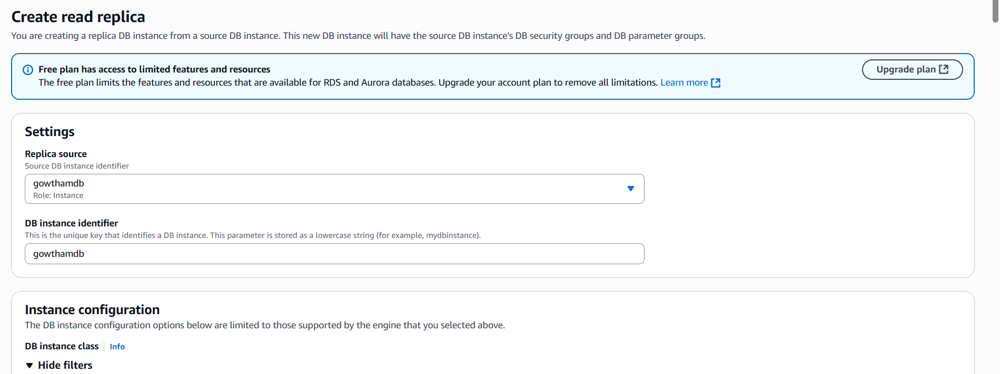 Create read replica
You are creating a replica DB instance from a source DB instance. This new DB instance will have the source DB instance's DB security groups and DB parameter groups.
Free plan has access to limited features and resources
Upgrade plan
The free plan limits the features and resources that are available for RDS and Aurora databases. Upgrade your account plan to remove all limitations. Learn more
Settings
Replica source
Source DB instance identifier
gowthamdb
Role: Instance
DB instance identifier
This is the unique key that identifies a DB instance. This parameter is stored as a lowercase string (for example, mydbinstance).
gowthamdb
Instance configuration
The DB instance configuration options below are limited to those supported by the engine that you selected above.
DB instance class Info
Hide filters